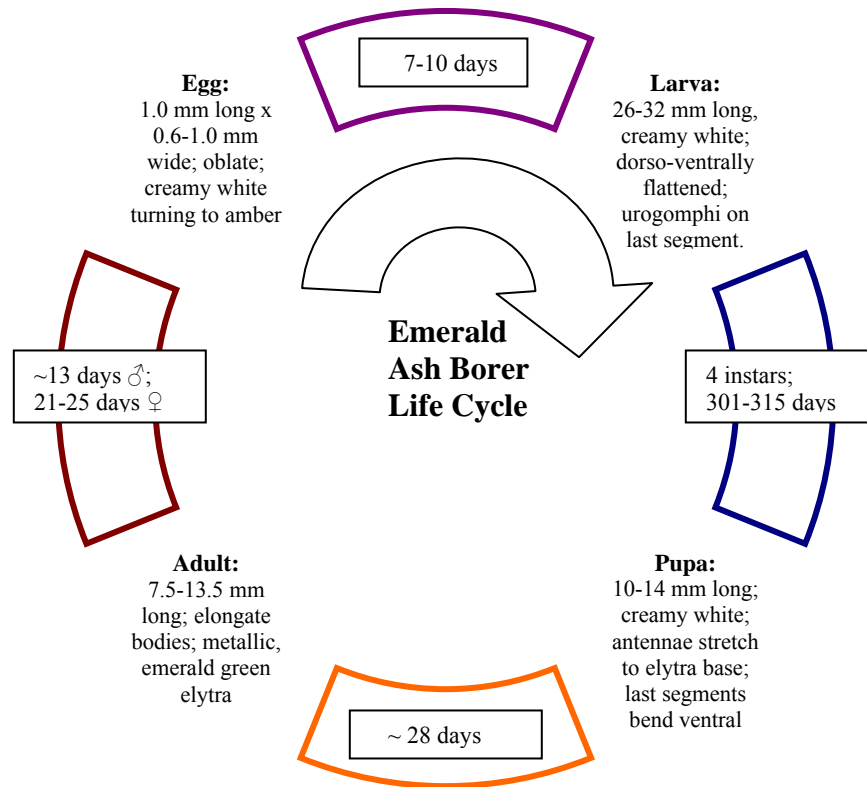 7-10 days
Egg:
1.0 mm long x
0.6-1.0 mm
wide; oblate;
creamy white
turning to amber
Larva:
26-32 mm long,
creamy white;
dorso-ventrally
flattened;
urogomphi on
last segment.
Emerald
Ash Borer
Life Cycle
~13 days ♂;
21-25 days ♀
4 instars;
301-315 days
Adult:
7.5-13.5 mm
long; elongate
bodies; metallic,
emerald green
elytra
Pupa:
10-14 mm long;
creamy white;
antennae stretch
to elytra base;
last segments
bend ventral
~ 28 days